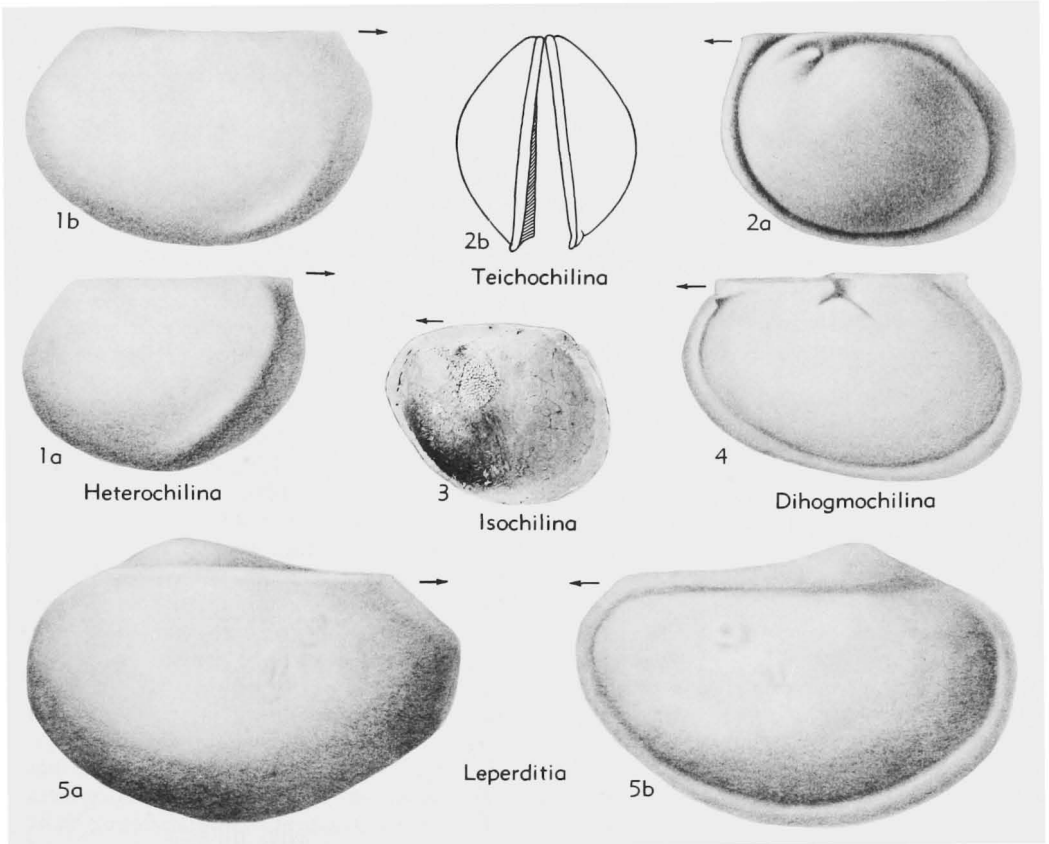 1b
2b
2a
Teichochilina
1a
3
4
Heterochilina
Isochilina
Dihogmochilina
5a
Leperditia
5b